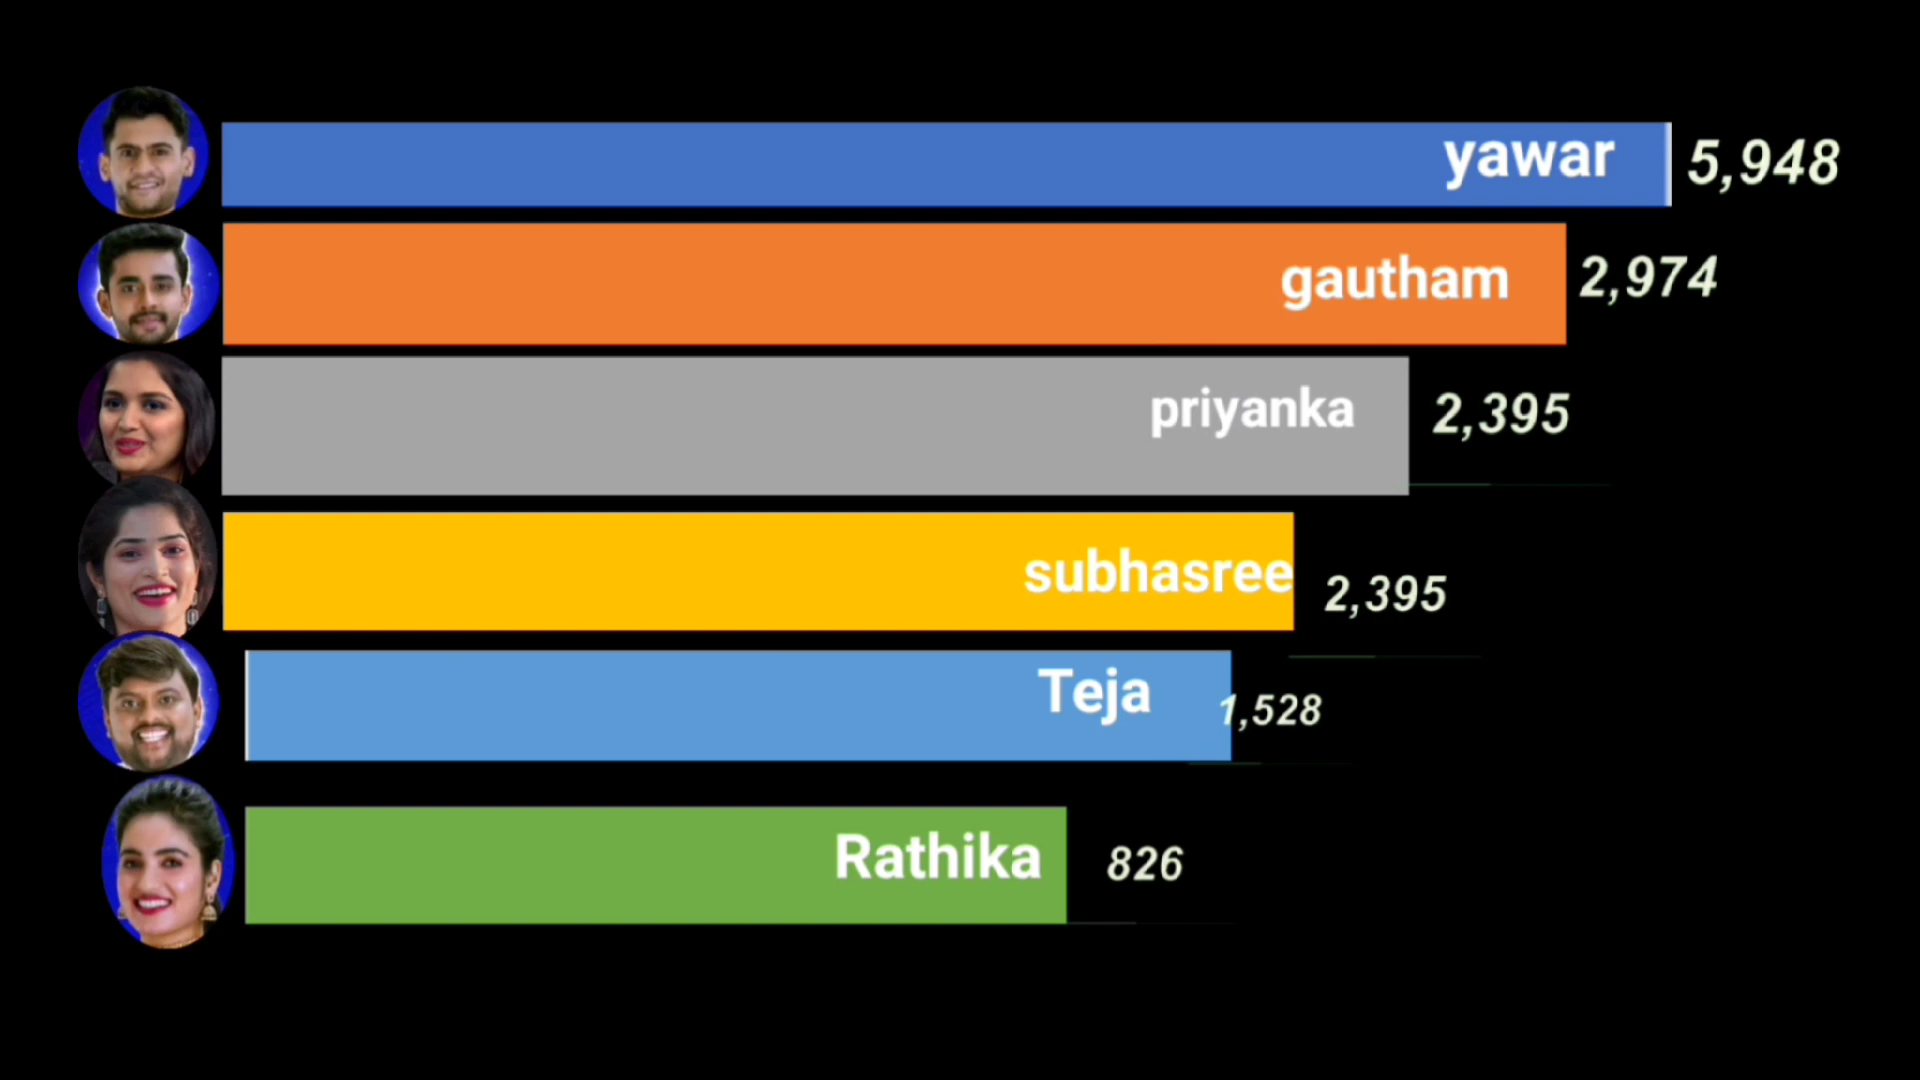 yawar 5,948
gautham 2,974
priyanka 2,395
subhasree 2,395
Teja 1,528
Rathika 826